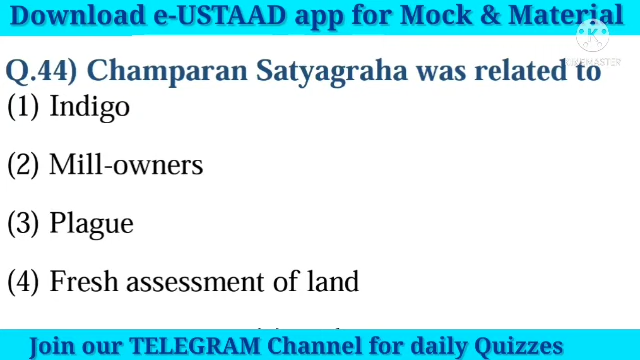 Download e-USTAAD app for Mock & Material
Q.44) Champaran Satyagraha was related to
(1) Indigo
(2) Mill-owners
(3) Plague
(4) Fresh assessment of land
Join our TELEGRAM Channel for daily Quizzes